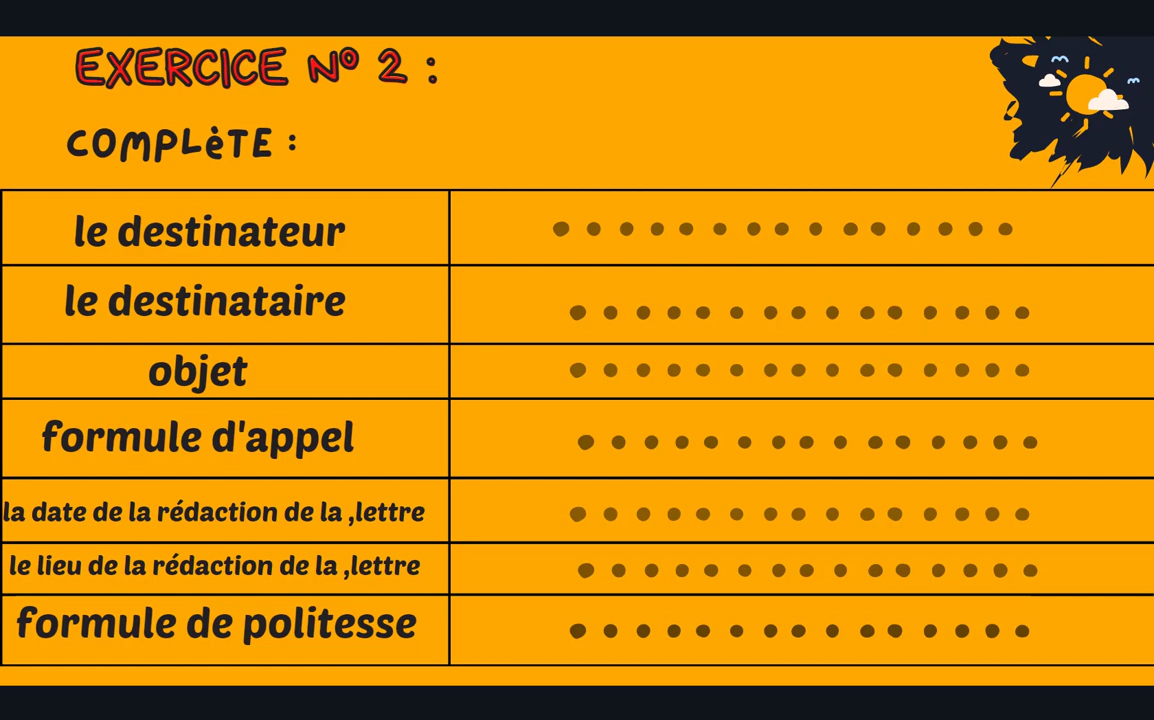 EXERCICE Nº 2 :
COMPLèTE :
le destinateur
le destinataire
objet
formule d'appel
la date de la rédaction de la ,lettre
le lieu de la rédaction de la ,lettre
formule de politesse